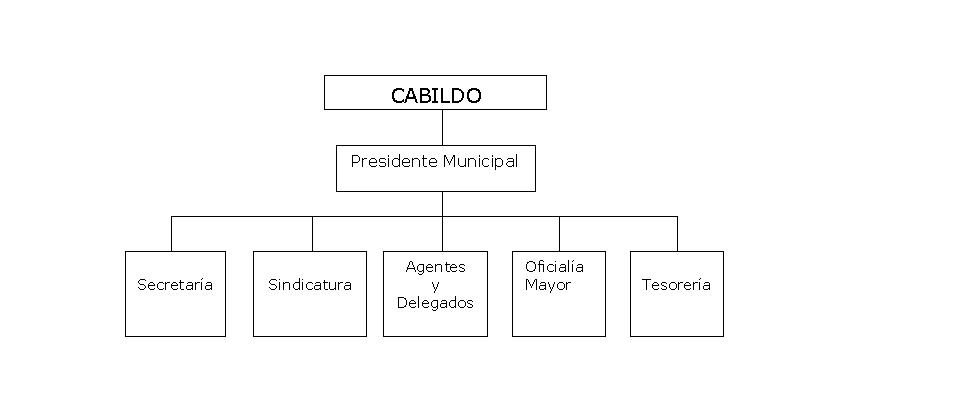 CABILDO
Presidente Municipal
Secretaría
Sindicatura
Agentes
y
Delegados
Oficialía
Mayor
Tesorería